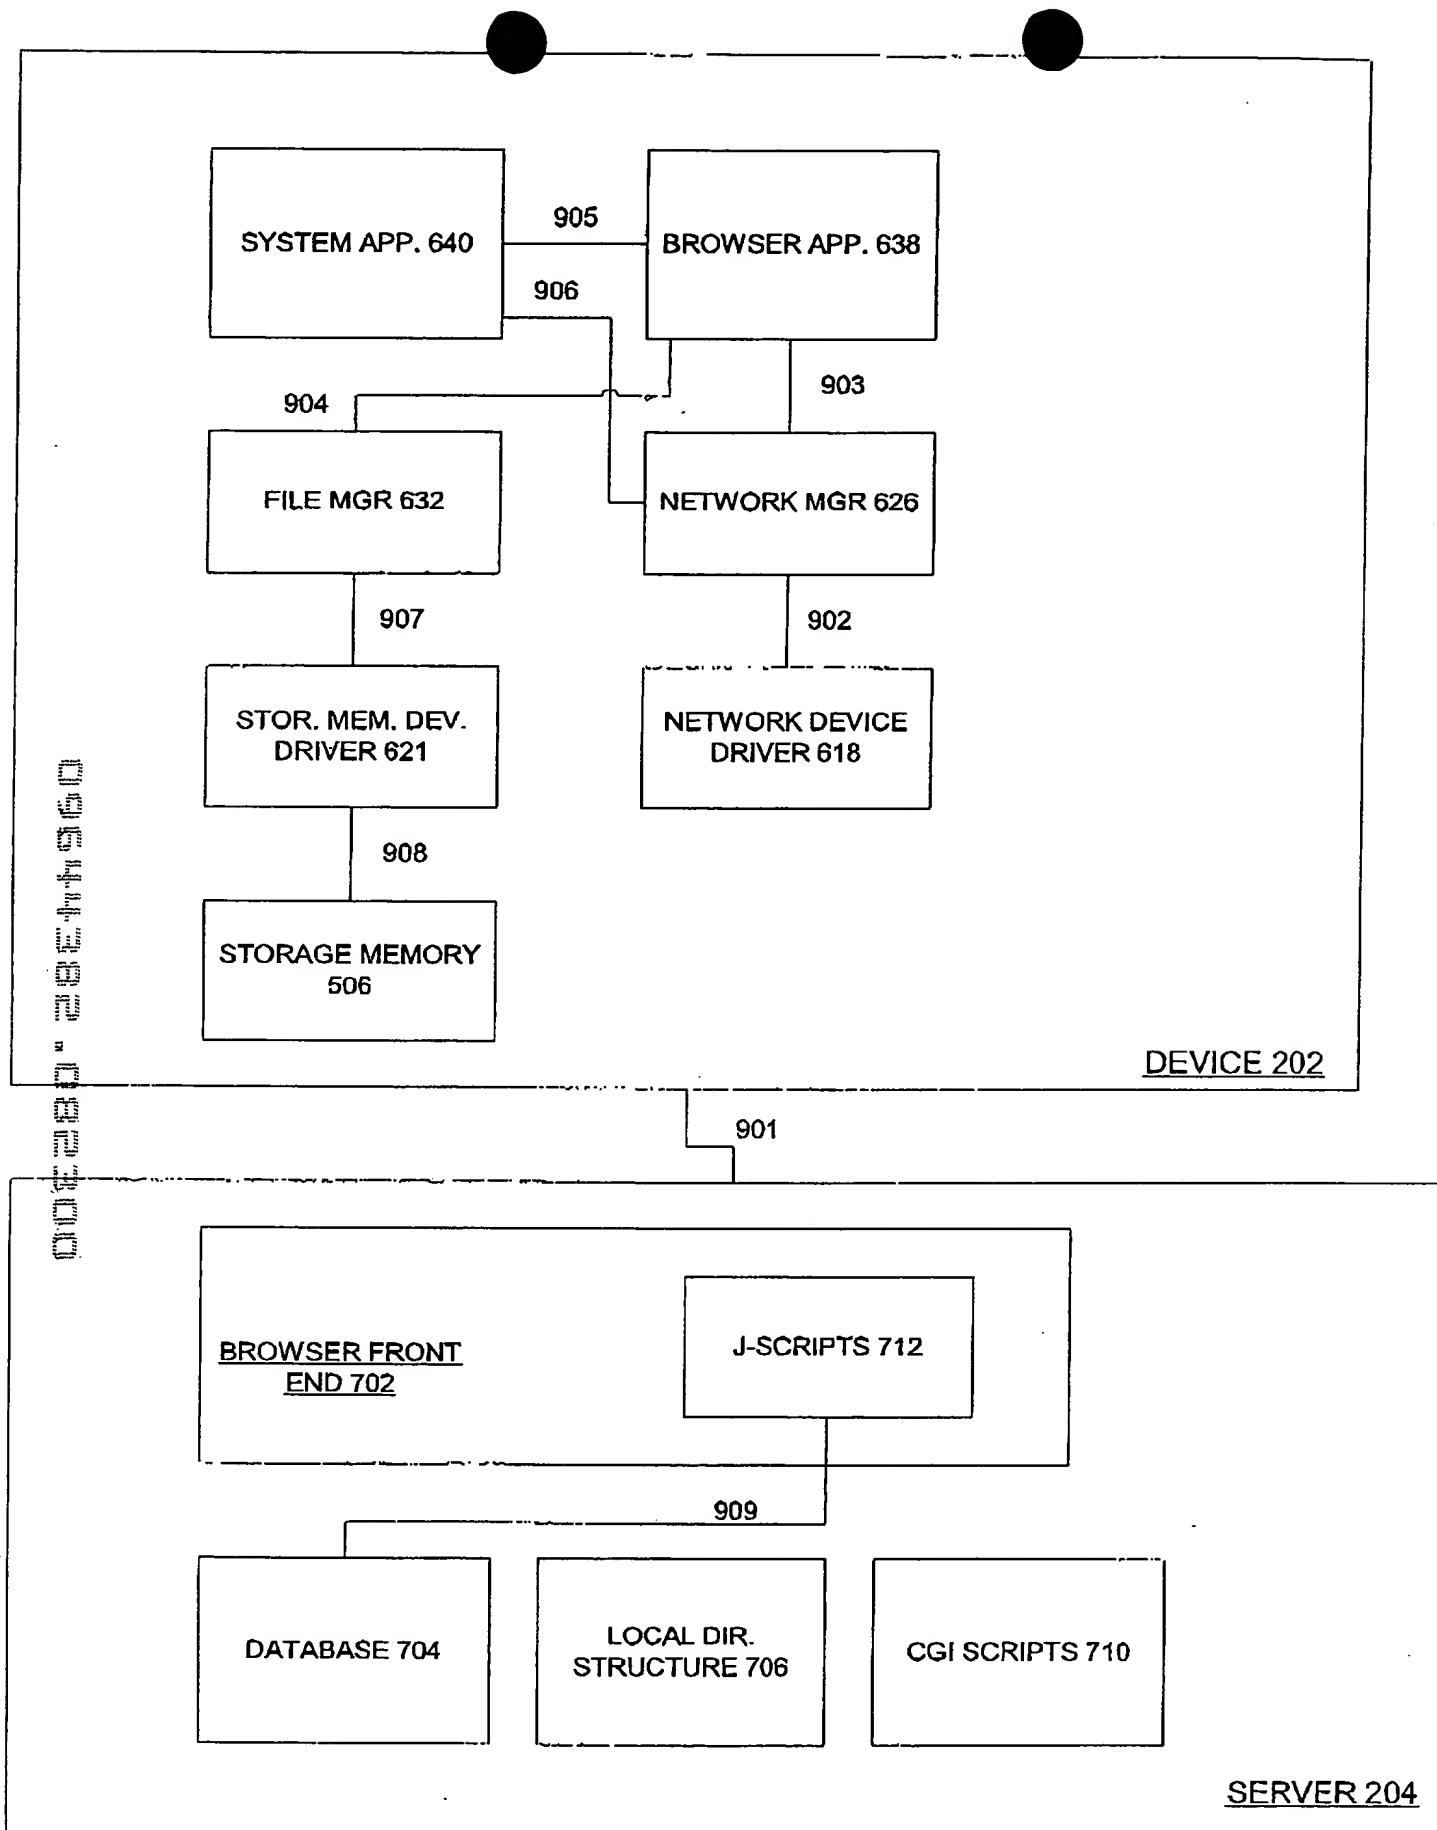 905
SYSTEM APP. 640
BROWSER APP. 638
906
903
904
FILE MGR 632
NETWORK MGR 626
907
902
STOR. MEM. DEV.
DRIVER 621
NETWORK DEVICE
DRIVER 618
908
STORAGE MEMORY
506
DEVICE 202
09644382.082300
901
BROWSER FRONT
END 702
J-SCRIPTS 712
909
DATABASE 704
LOCAL DIR.
STRUCTURE 706
CGI SCRIPTS 710
SERVER 204